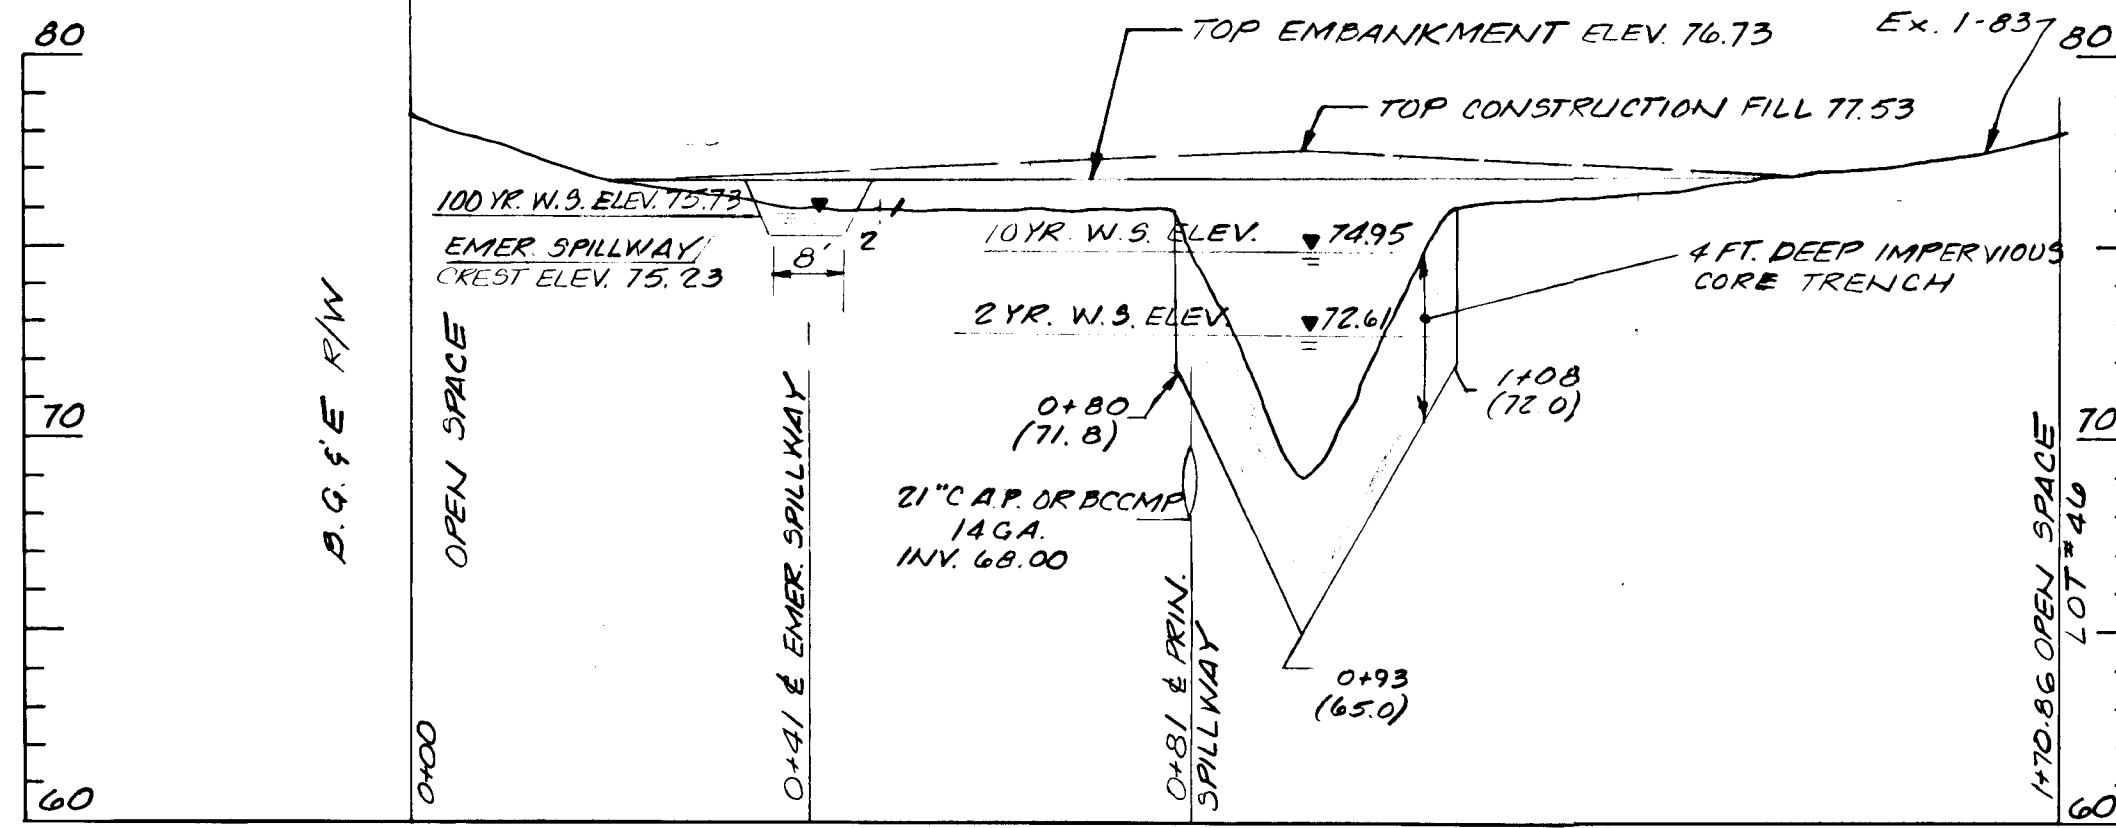 80
TOP EMBANKMENT ELEV. 76.73
Ex. 1-83
80
TOP CONSTRUCTION FILL 77.53
100 YR. W.S. ELEV. 75.73
EMER. SPILLWAY
CREST ELEV. 75.23
8'
2
1
10 YR. W.S. ELEV. 74.95
4 FT. DEEP IMPERVIOUS
CORE TRENCH
2 YR. W.S. ELEV. 72.61
B.G. & E R/W
OPEN SPACE
70
0+80
(71.8)
1+08
(72.0)
70
21" C.A.P. OR BCCMP
14 GA.
INV. 68.00
0+93
(65.0)
0+00
0+41 ℄ EMER. SPILLWAY
0+81 ℄ PRIN.
SPILLWAY
1+70.86 OPEN SPACE
LOT #46
60
60